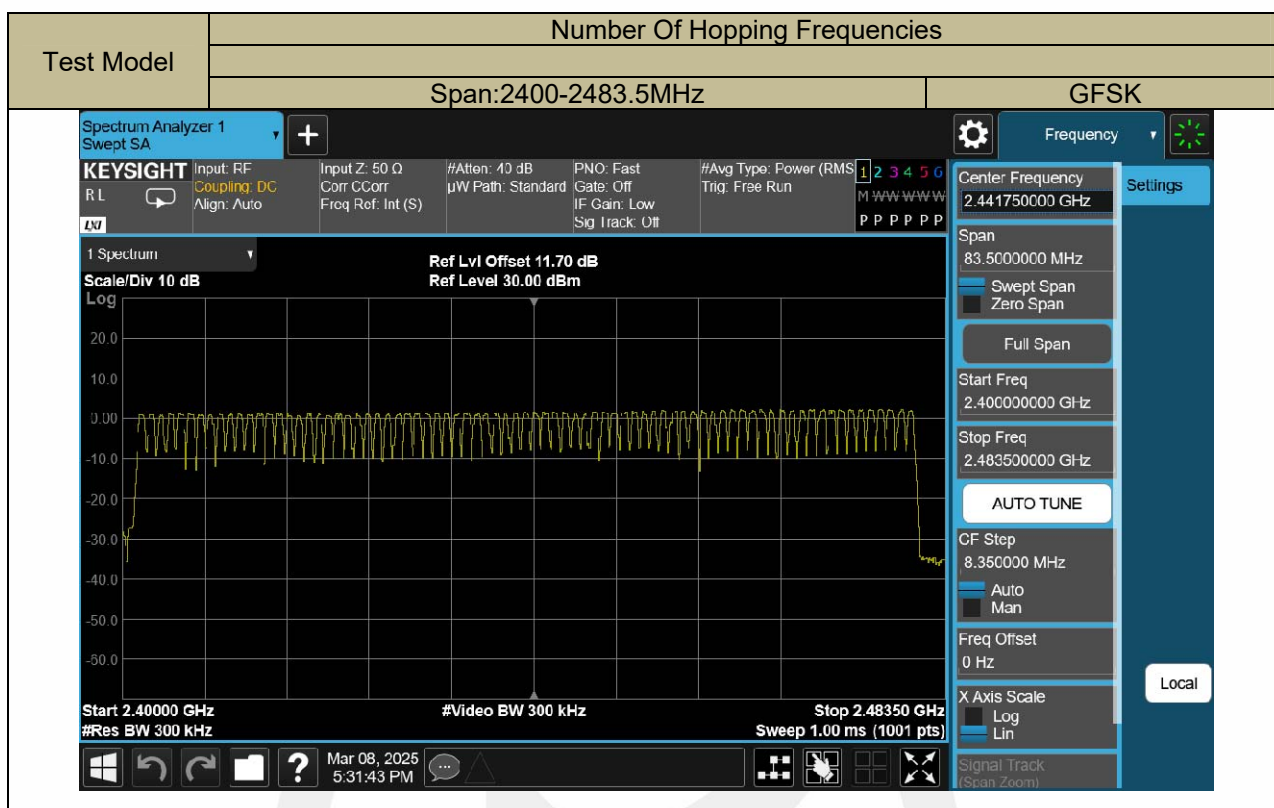 Test Model
Number Of Hopping Frequencies
Span:2400-2483.5MHz
GFSK
Spectrum Analyzer 1
Swept SA
+
Frequency
KEYSIGHT
R L
LXI
Input: RF
Coupling: DC
Align: Auto
Input Z: 50 Ω
Corr CCorr
Freq Ref: Int (S)
#Atten: 40 dB
µW Path: Standard
PNO: Fast
Gate: Off
IF Gain: Low
Sig Track: Off
#Avg Type: Power (RMS
Trig: Free Run
1 2 3 4 5 6
M W W W W W
P P P P P P
Center Frequency
2.441750000 GHz
Settings
1 Spectrum
Scale/Div 10 dB
Ref Lvl Offset 11.70 dB
Ref Level 30.00 dBm
Log
20.0
10.0
0.00
-10.0
-20.0
-30.0
-40.0
-50.0
-60.0
Start 2.40000 GHz
#Res BW 300 kHz
#Video BW 300 kHz
Stop 2.48350 GHz
Sweep 1.00 ms (1001 pts)
Span
83.5000000 MHz
Swept Span
Zero Span
Full Span
Start Freq
2.400000000 GHz
Stop Freq
2.483500000 GHz
AUTO TUNE
CF Step
8.350000 MHz
Auto
Man
Freq Offset
0 Hz
X Axis Scale
Log
Lin
Signal Track
(Span Zoom)
Local
?
Mar 08, 2025
5:31:43 PM